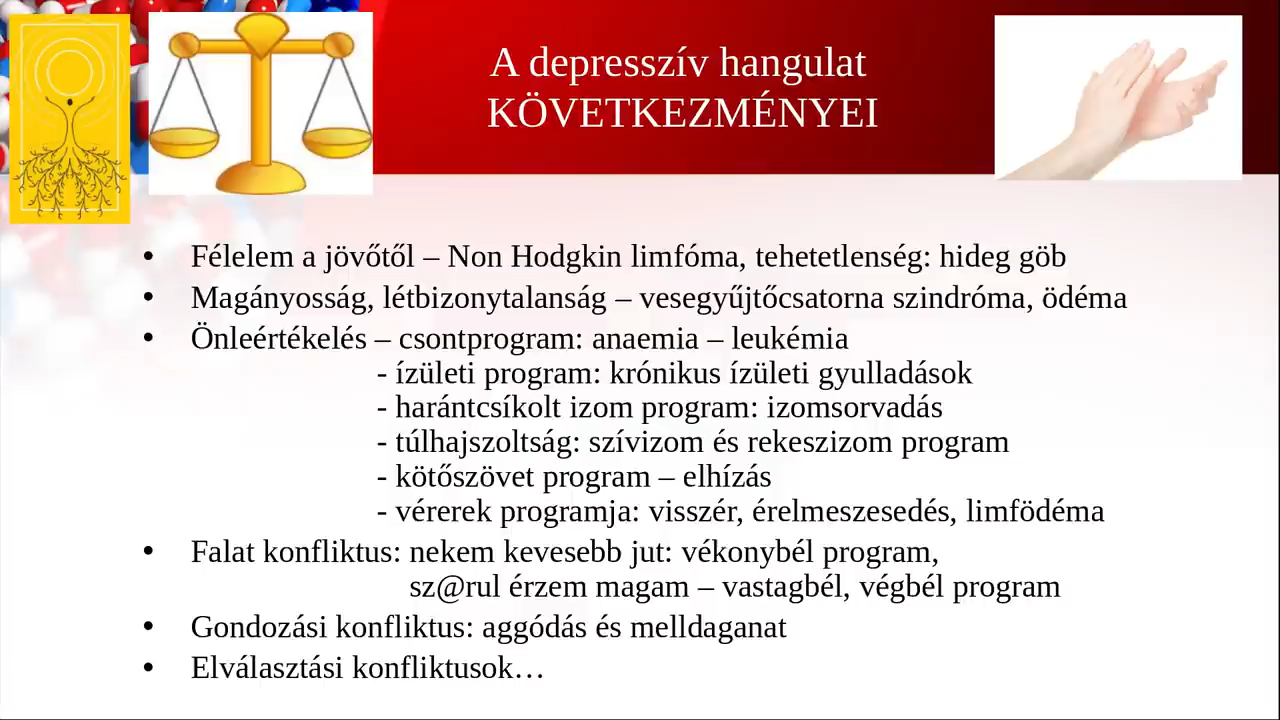 A depresszív hangulat
KÖVETKEZMÉNYEI
• Félelem a jövőtől – Non Hodgkin limfóma, tehetetlenség: hideg göb
• Magányosság, létbizonytalanság – vesegyűjtőcsatorna szindróma, ödéma
• Önleértékelés – csontprogram: anaemia – leukémia
- ízületi program: krónikus ízületi gyulladások
- harántcsíkolt izom program: izomsorvadás
- túlhajszoltság: szívizom és rekeszizom program
- kötőszövet program – elhízás
- vérerek programja: visszér, érelmeszesedés, limfödéma
• Falat konfliktus: nekem kevesebb jut: vékonybél program,
sz@rul érzem magam – vastagbél, végbél program
• Gondozási konfliktus: aggódás és melldaganat
• Elválasztási konfliktusok…